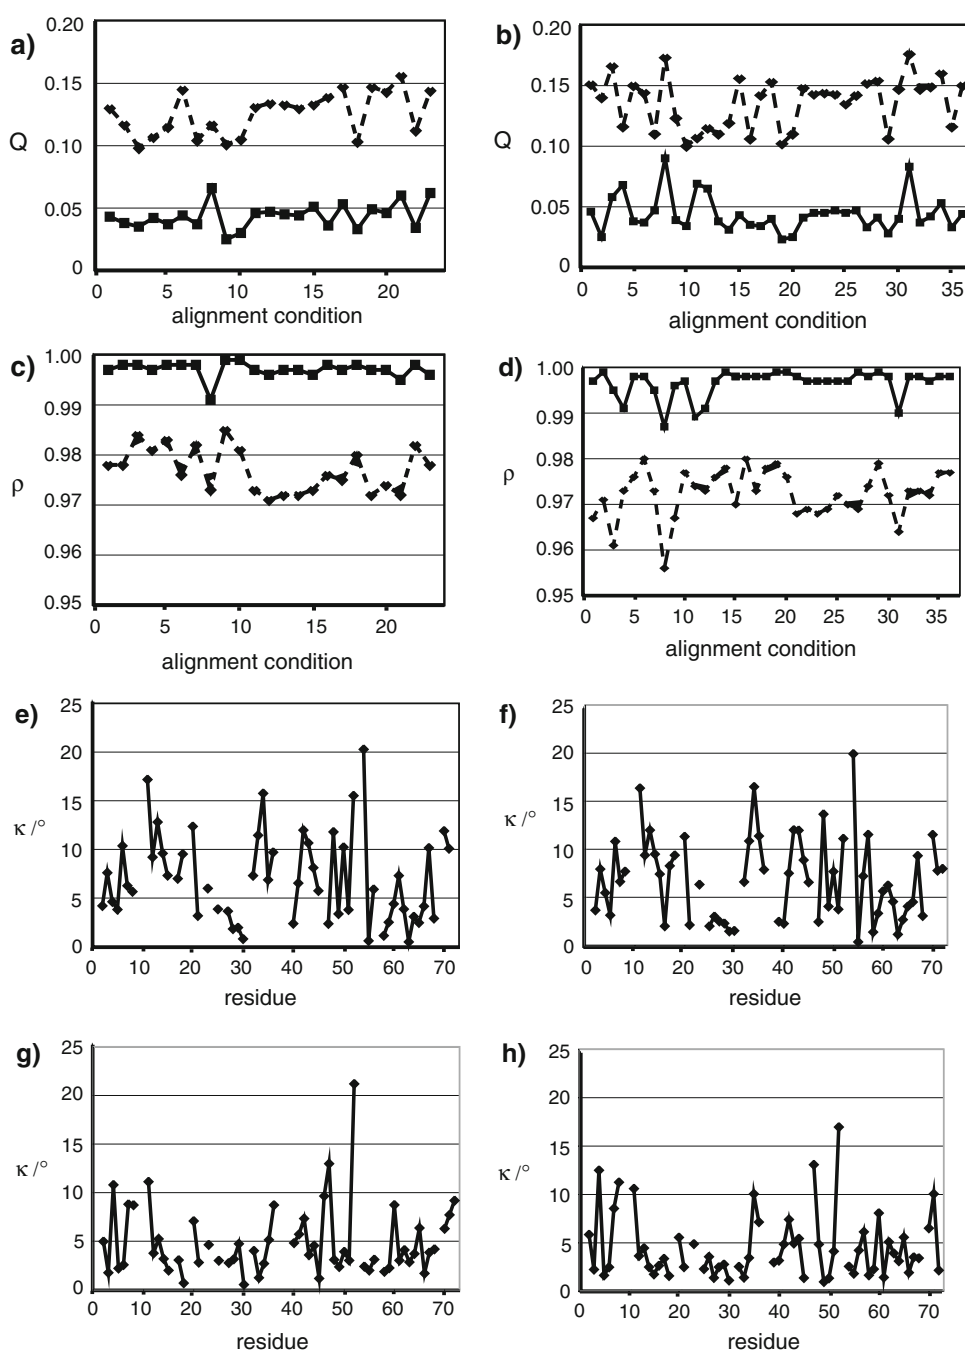 a)
0.20
0.15
Q
0.10
0.05
0
0 5 10 15 20
alignment condition
b)
0.20
0.15
Q
0.10
0.05
0
0 5 10 15 20 25 30 35
alignment condition
c)
1.00
0.99
0.98
ρ
0.97
0.96
0.95
0 5 10 15 20
alignment condition
d)
1.00
0.99
0.98
ρ
0.97
0.96
0.95
0 5 10 15 20 25 30 35
alignment condition
e)
25
20
15
κ /°
10
5
0
0 10 20 30 40 50 60 70
residue
f)
25
20
15
κ /°
10
5
0
0 10 20 30 40 50 60 70
residue
g)
25
20
15
κ /°
10
5
0
0 10 20 30 40 50 60 70
residue
h)
25
20
15
κ /°
10
5
0
0 10 20 30 40 50 60 70
residue